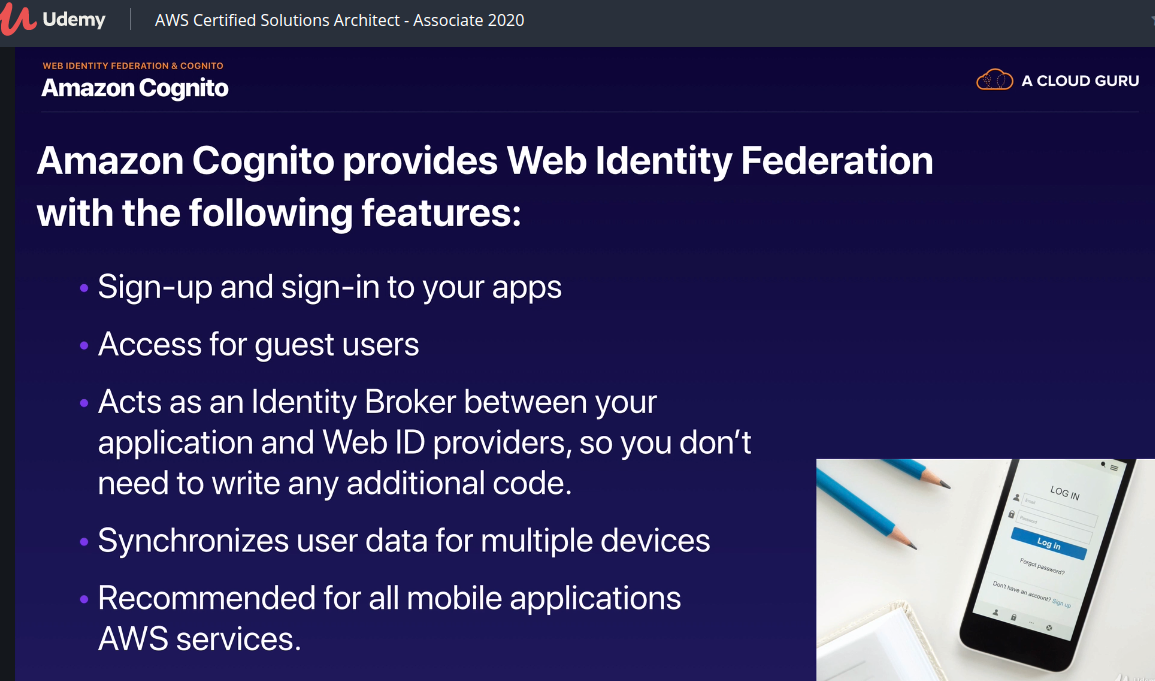 Udemy
AWS Certified Solutions Architect - Associate 2020
WEB IDENTITY FEDERATION & COGNITO
Amazon Cognito
A CLOUD GURU
Amazon Cognito provides Web Identity Federation
with the following features:
• Sign-up and sign-in to your apps
• Access for guest users
• Acts as an Identity Broker between your
application and Web ID providers, so you don’t
need to write any additional code.
• Synchronizes user data for multiple devices
• Recommended for all mobile applications
AWS services.
LOG IN
Email
Password
Log in
Forgot password?
Don't have an account? Sign up